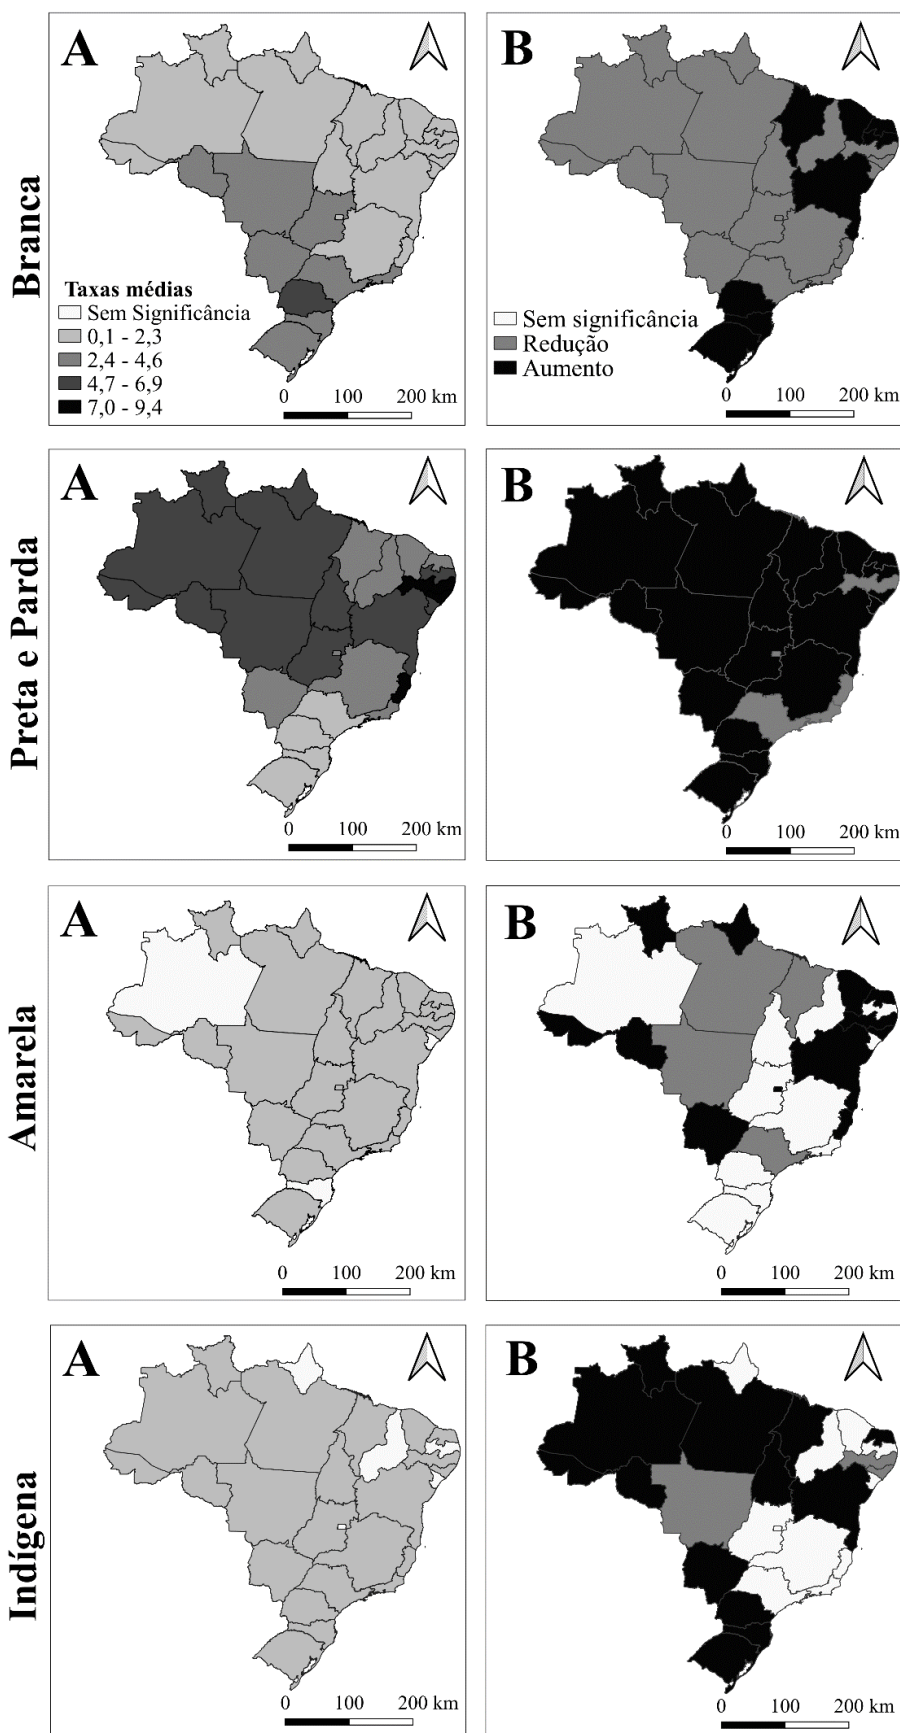 Branca
A
Taxas médias
Sem Significância
0,1 - 2,3
2,4 - 4,6
4,7 - 6,9
7,0 - 9,4
0 100 200 km
B
Sem significância
Redução
Aumento
0 100 200 km
Preta e Parda
A
0 100 200 km
B
0 100 200 km
Amarela
A
0 100 200 km
B
0 100 200 km
Indígena
A
0 100 200 km
B
0 100 200 km